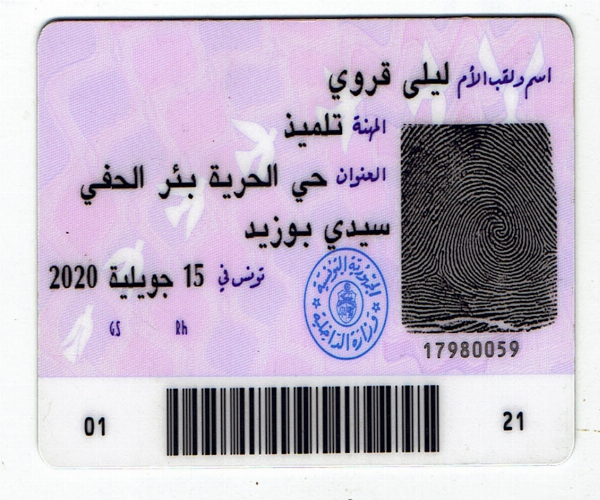 اسم ولقب الأم ليلى قروي
المهنة تلميذ
العنوان حي الحرية بئر الحفي
سيدي بوزيد
تونس في 15 جويلية 2020
GS Rh
الجمهورية التونسية
وزارة الداخلية
17980059
01 21